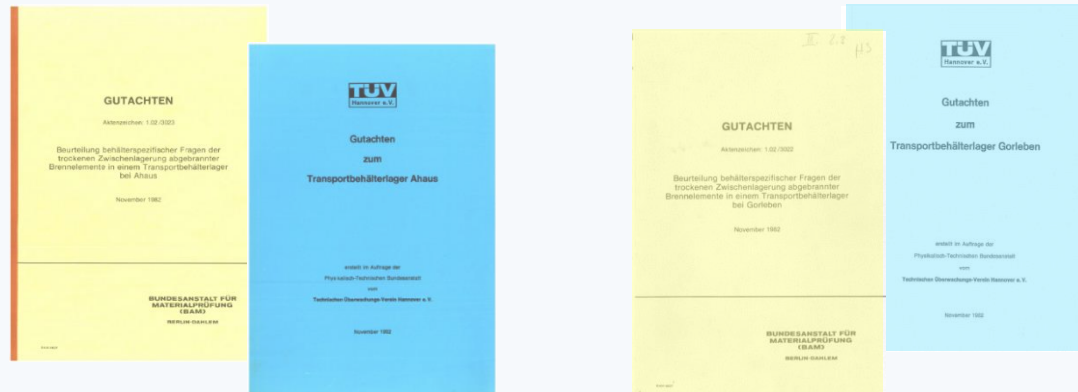 GUTACHTEN
Aktenzeichen: 1.02/3023
Beurteilung behälterspezifischer Fragen der
trockenen Zwischenlagerung abgebrannter
Brennelemente in einem Transportbehälterlager
bei Ahaus
November 1982
BUNDESANSTALT FÜR
MATERIALPRÜFUNG
(BAM)
BERLIN-DAHLEM
TÜV
Hannover e.V.
Gutachten
zum
Transportbehälterlager Ahaus
erstellt im Auftrage der
Physikalisch-Technischen Bundesanstalt
vom
Technischen Überwachungs-Verein Hannover e. V.
November 1982
GUTACHTEN
Aktenzeichen: 1.02/3022
Beurteilung behälterspezifischer Fragen der
trockenen Zwischenlagerung abgebrannter
Brennelemente in einem Transportbehälterlager
bei Gorleben
November 1982
BUNDESANSTALT FÜR
MATERIALPRÜFUNG
(BAM)
BERLIN-DAHLEM
TÜV
Hannover e.V.
Gutachten
zum
Transportbehälterlager Gorleben
erstellt im Auftrage der
Physikalisch-Technischen Bundesanstalt
vom
Technischen Überwachungs-Verein Hannover e. V.
November 1982